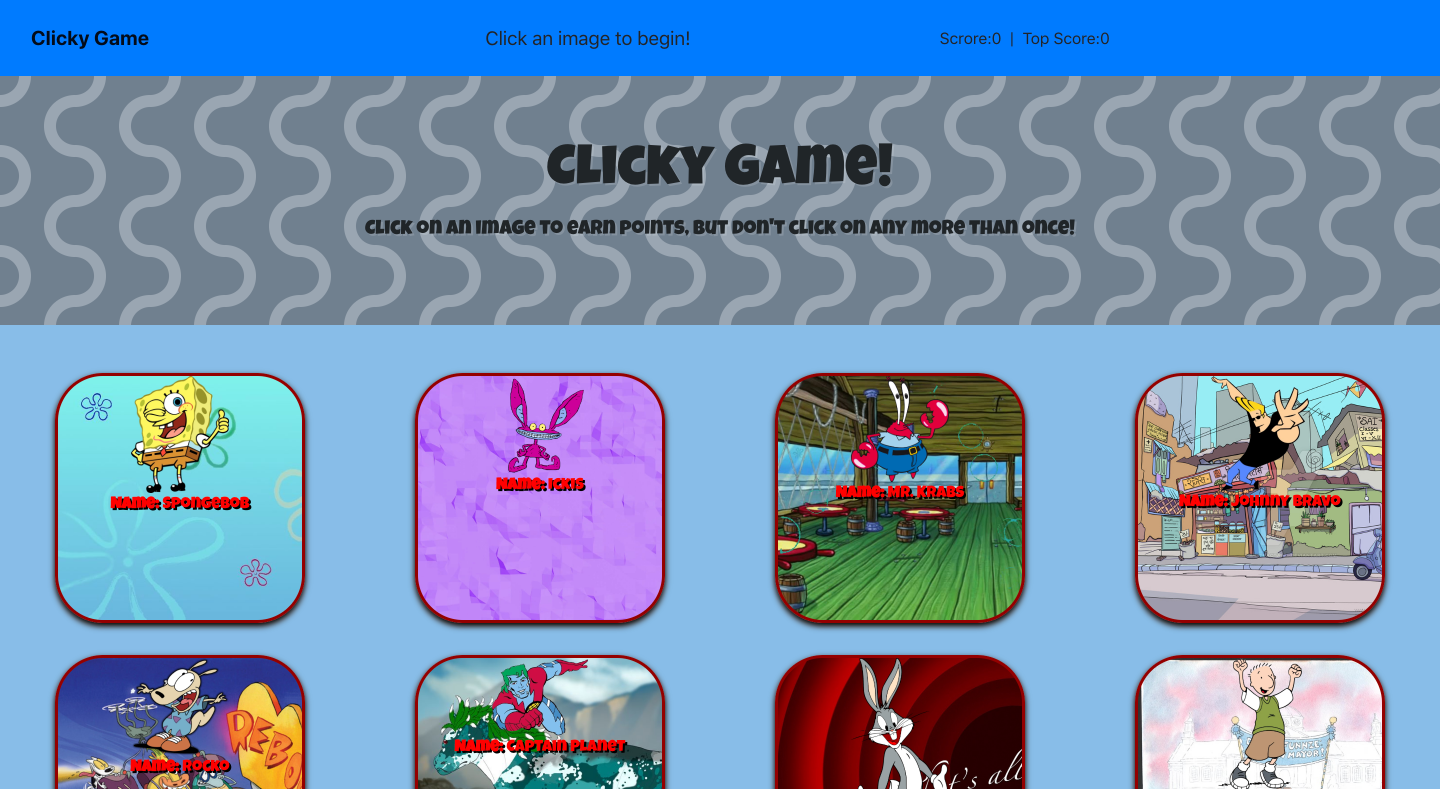 Clicky Game
Click an image to begin!
Scrore:0 | Top Score:0
Clicky Game!
Click on an image to earn points, but don't click on any more than once!
Name: Spongebob
Name: Ickis
Name: Mr. Krabs
Name: Johnny Bravo
Name: Rocko
Name: Captain Planet